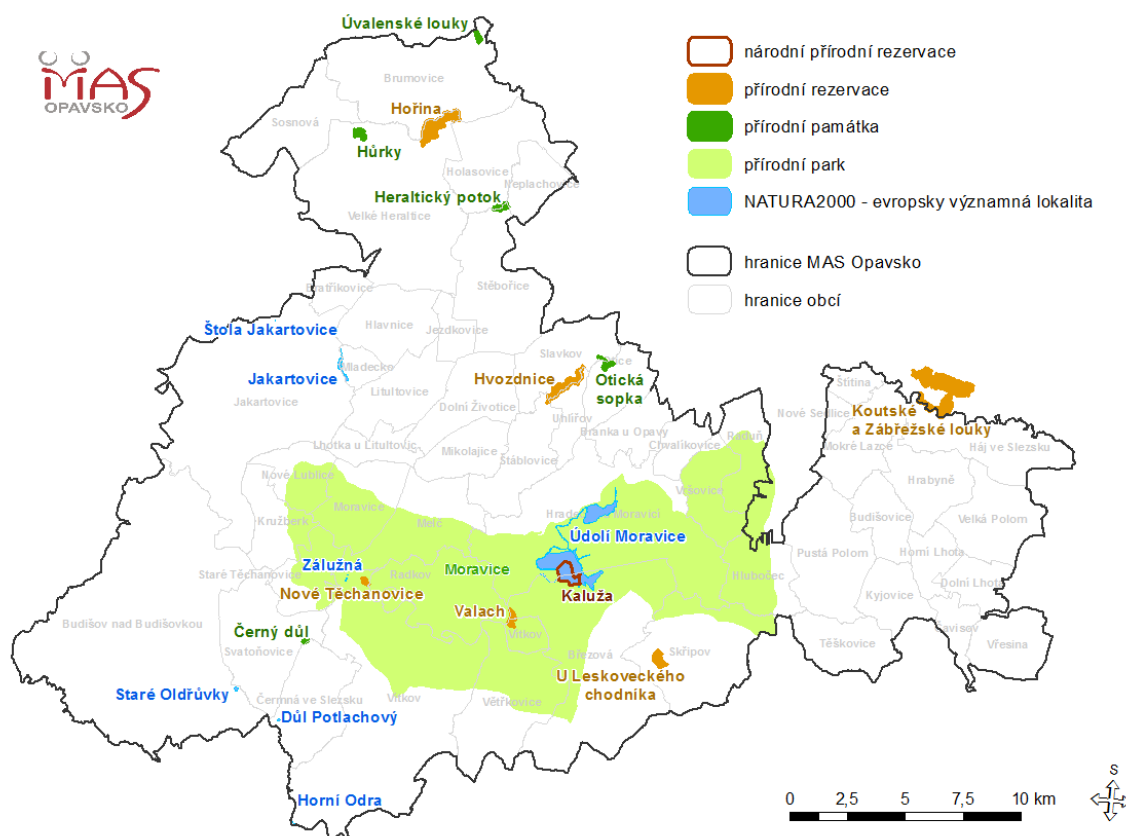 Úvalenské louky
MAS
OPAVSKO
Brumovice
Hořina
Sosnová
Hůrky
Holasovice
Neplachovice
Heraltický potok
Velké Heraltice
národní přírodní rezervace
přírodní rezervace
přírodní památka
přírodní park
NATURA2000 - evropsky významná lokalita
hranice MAS Opavsko
hranice obcí
Bratříkovice
Stěbořice
Štola Jakartovice
Hlavnice
Jezdkovice
Mladecko
Jakartovice
Jakartovice
Litultovice
Slavkov
Hvozdnice
Otická
sopka
Dolní Životice
Uhlířov
Branka u Opavy
Chvalíkovice
Raduň
Lhotka u Litultovic
Mikolajice
Štáblovice
Štítina
Nové Sedlice
Koutské
a Zábřežské louky
Mokré Lazce
Háj ve Slezsku
Nové Lublice
Moravice
Melč
Kružberk
Hradec
Moravicí
Vršovice
Údolí Moravice
Hrabyně
Budišovice
Velká Polom
Pustá Polom
Horní Lhota
Dolní Lhota
Kyjovice
Hlubočec
Staré Těchanovice
Zálužná
Radkov
Moravice
Nové Těchanovice
Kaluža
Valach
Vítkov
Budišov nad Budišovkou
Černý důl
Svatoňovice
Březová
Skřipov
U Leskoveckého
chodníka
Těškovice
Čavisov
Vřesina
Staré Oldřůvky
Čermná ve Slezsku
Vítkov
Větřkovice
Důl Potlachový
Horní Odra
0 2,5 5 7,5 10 km
S